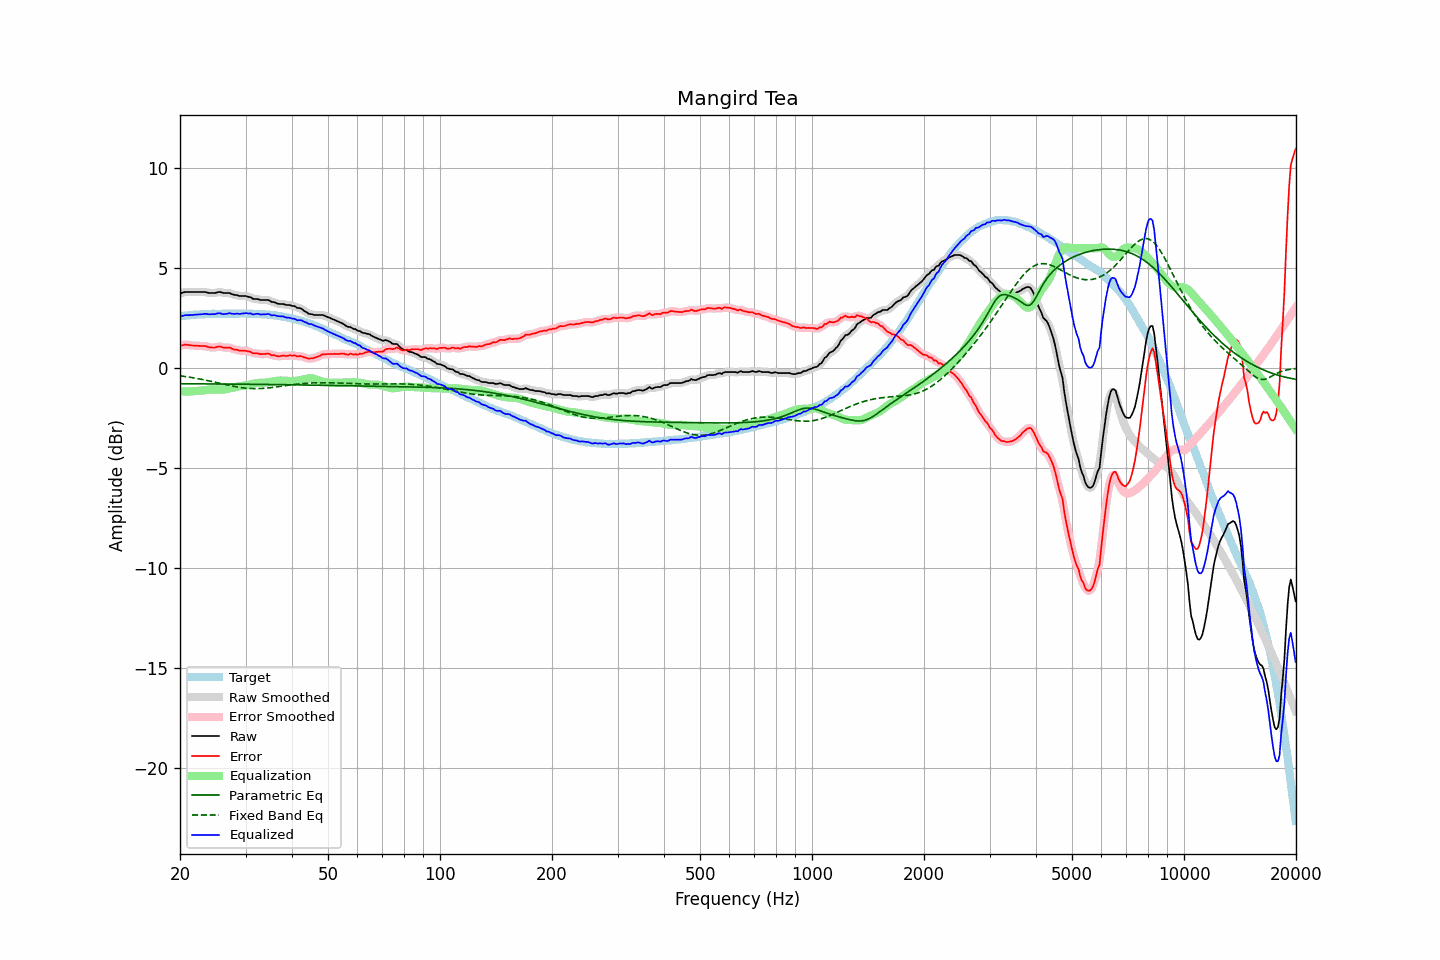 Mangird Tea
Amplitude (dBr)
10
5
0
−5
−10
−15
−20
Target
Raw Smoothed
Error Smoothed
Raw
Error
Equalization
Parametric Eq
Fixed Band Eq
Equalized
20 50 100 200 500 1000 2000 5000 10000 20000
Frequency (Hz)